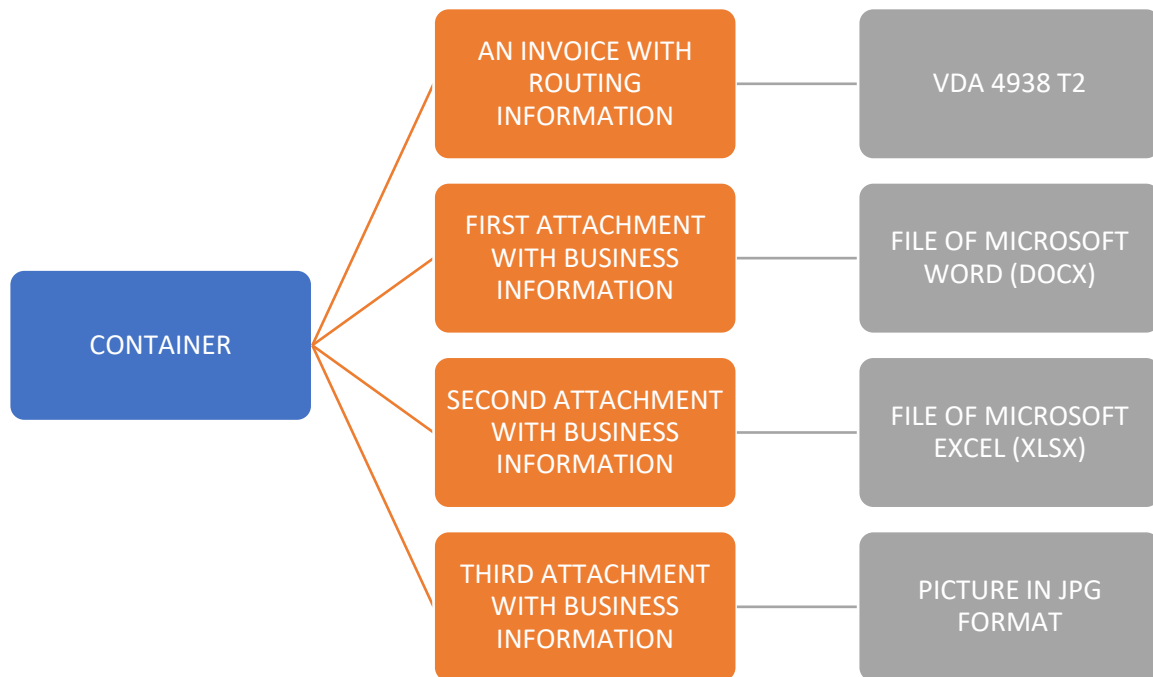 AN INVOICE WITH
ROUTING
INFORMATION
VDA 4938 T2
FIRST ATTACHMENT
WITH BUSINESS
INFORMATION
FILE OF MICROSOFT
WORD (DOCX)
CONTAINER
SECOND ATTACHMENT
WITH BUSINESS
INFORMATION
FILE OF MICROSOFT
EXCEL (XLSX)
THIRD ATTACHMENT
WITH BUSINESS
INFORMATION
PICTURE IN JPG
FORMAT